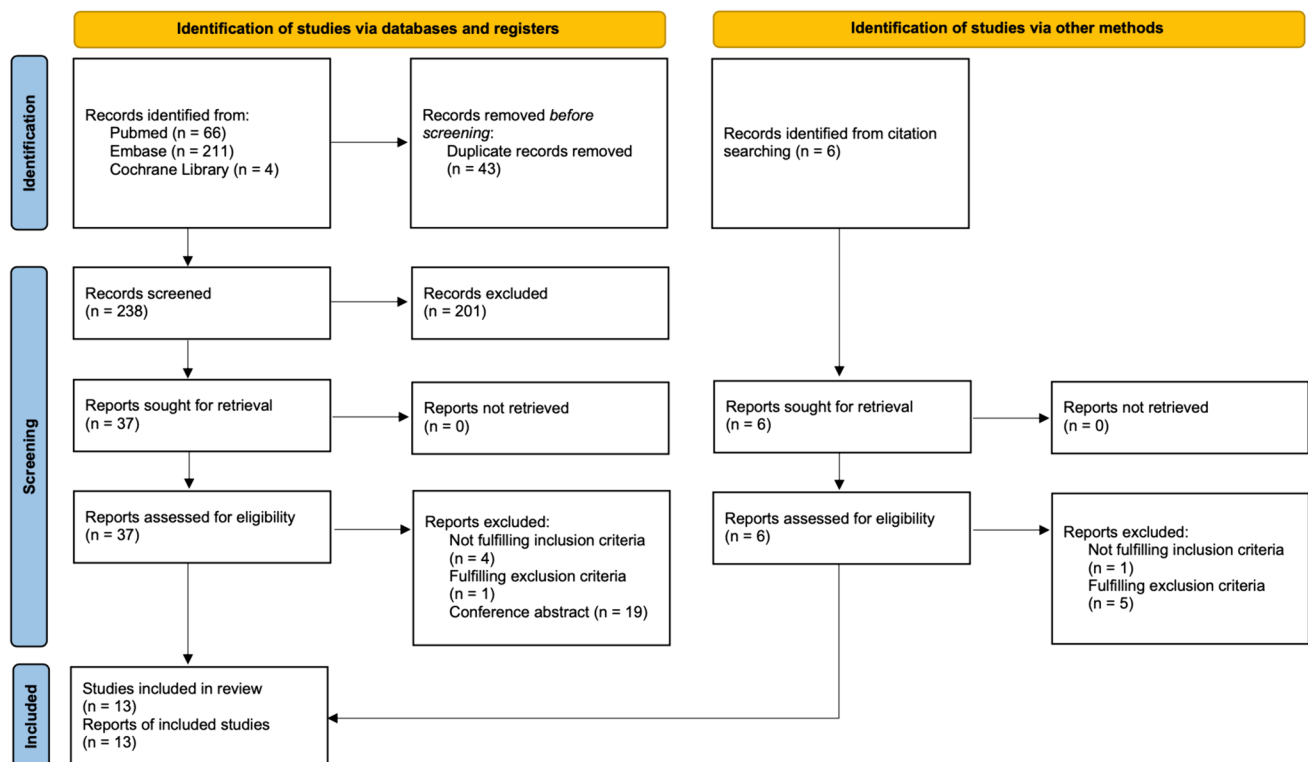 Identification of studies via databases and registers
Identification of studies via other methods
Identification
Records identified from:
Pubmed (n = 66)
Embase (n = 211)
Cochrane Library (n = 4)
Records removed before
screening:
Duplicate records removed
(n = 43)
Records identified from citation
searching (n = 6)
Screening
Records screened
(n = 238)
Records excluded
(n = 201)
Reports sought for retrieval
(n = 37)
Reports not retrieved
(n = 0)
Reports sought for retrieval
(n = 6)
Reports not retrieved
(n = 0)
Reports assessed for eligibility
(n = 37)
Reports excluded:
Not fulfilling inclusion criteria
(n = 4)
Fulfilling exclusion criteria
(n = 1)
Conference abstract (n = 19)
Reports assessed for eligibility
(n = 6)
Reports excluded:
Not fulfilling inclusion criteria
(n = 1)
Fulfilling exclusion criteria
(n = 5)
Included
Studies included in review
(n = 13)
Reports of included studies
(n = 13)